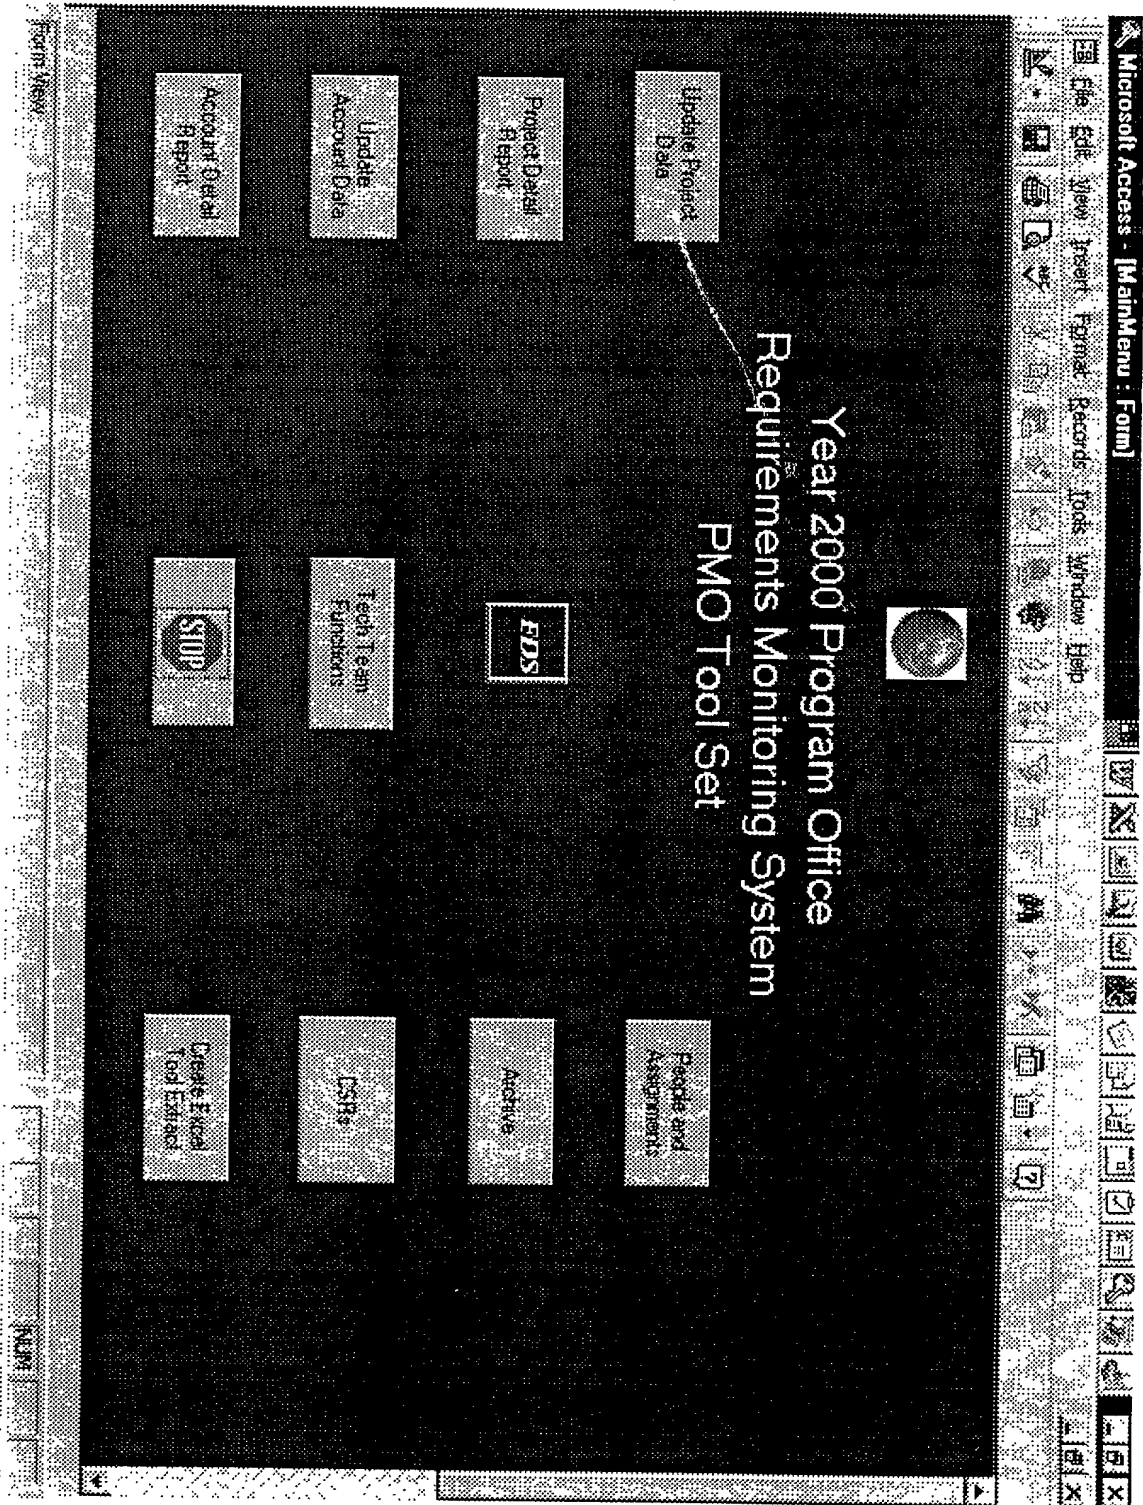 Microsoft Access - [MainMenu : Form]
File Edit View Insert Format Records Tools Window Help
Year 2000 Program Office
Requirements Monitoring System
PMO Tool Set
Update Project
Data
People and
Assignments
Project Detail
Report
EDS
Archive
Update
Account Data
Tech Team
Functions
CSRs
Account Detail
Report
STOP
Create Excel
Tool Extract
Form View
NUM